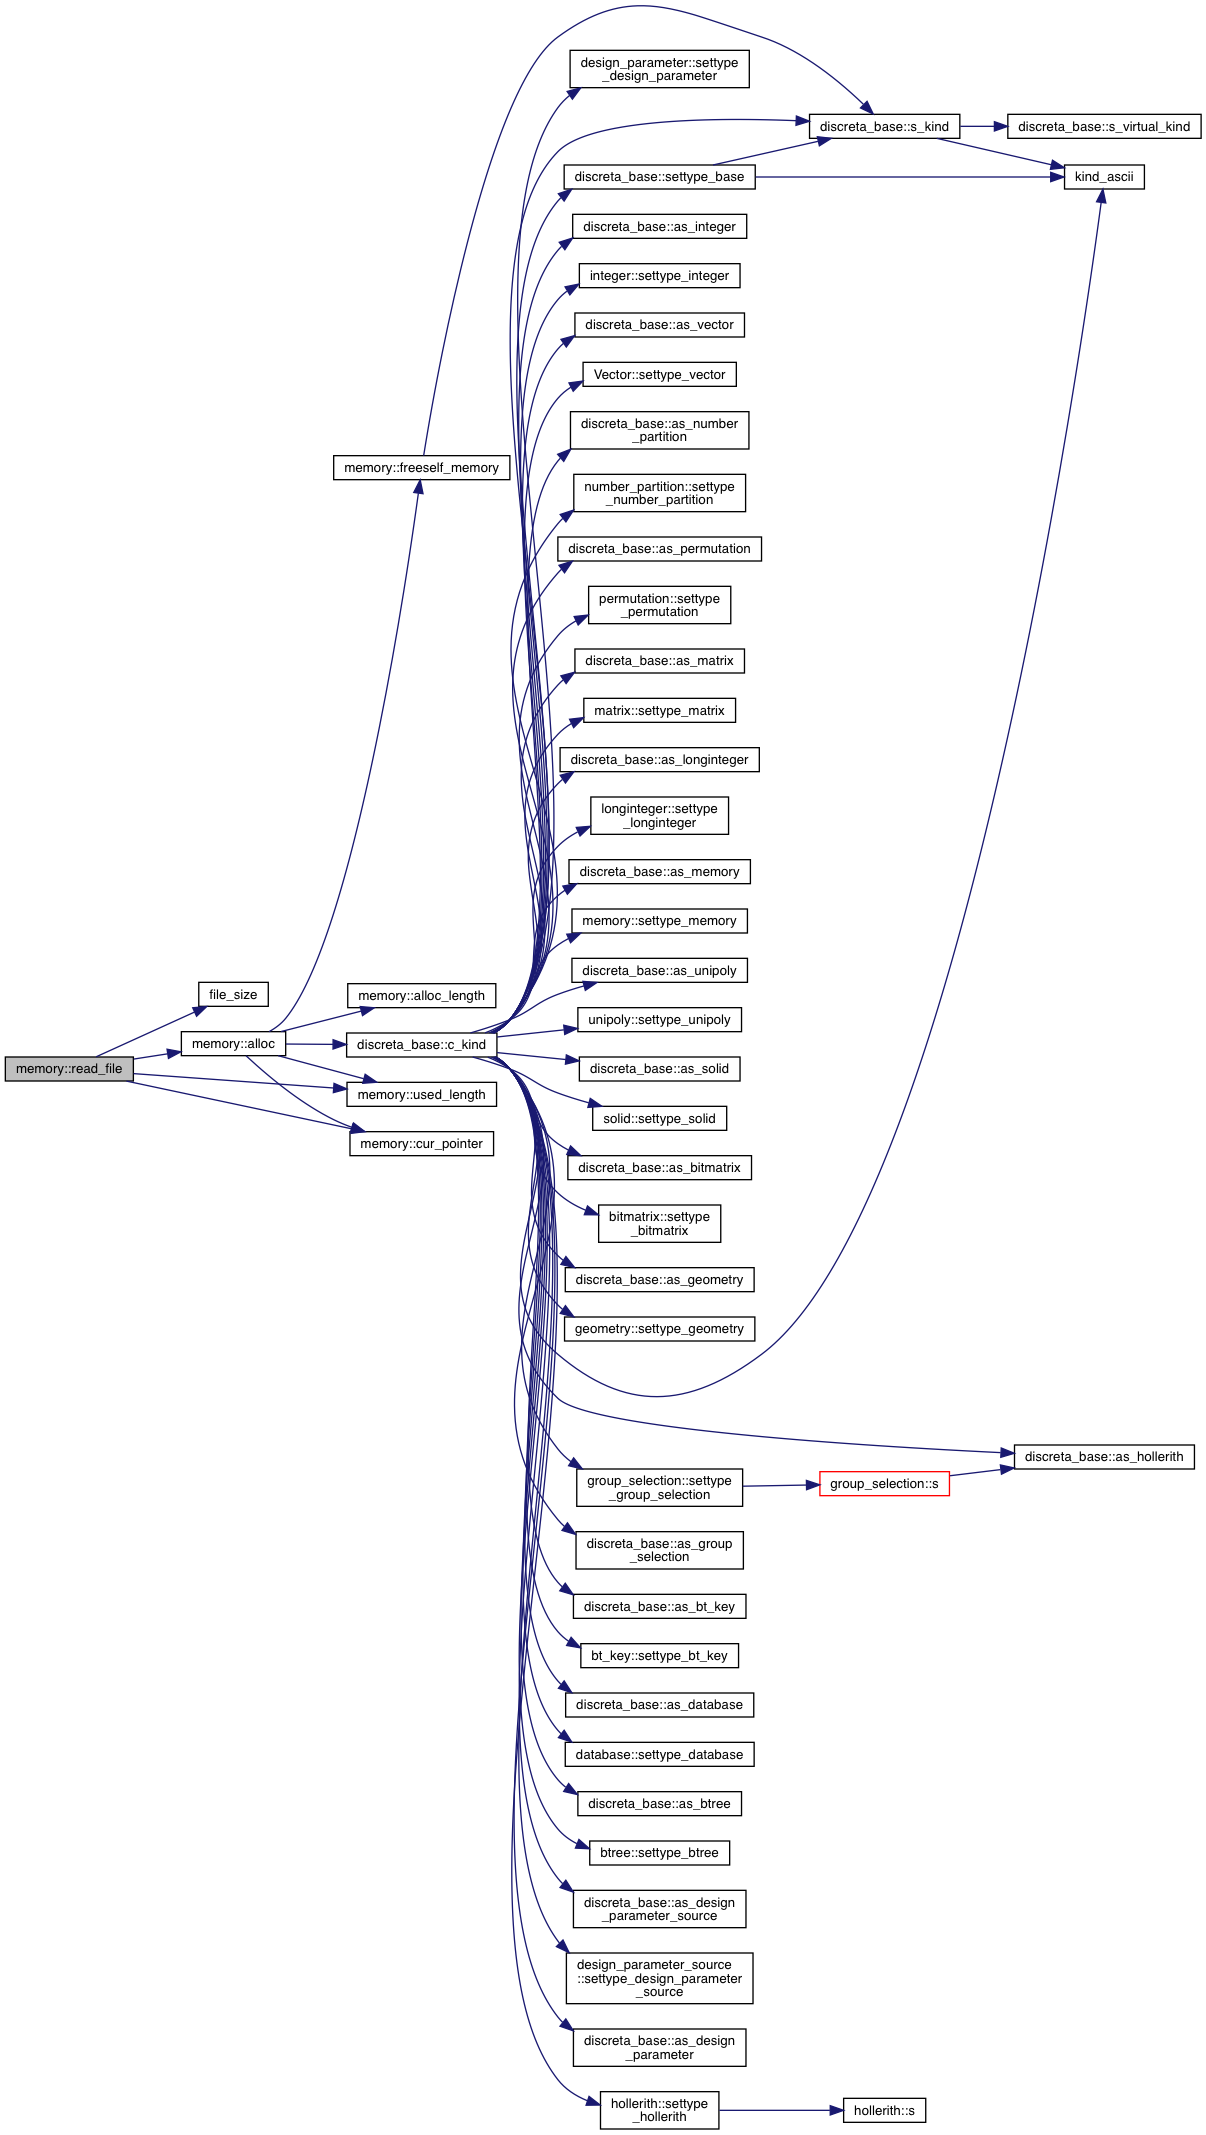 memory::read_file
file_size
memory::alloc
memory::freeself_memory
memory::alloc_length
discreta_base::c_kind
memory::used_length
memory::cur_pointer
design_parameter::settype
_design_parameter
discreta_base::s_kind
discreta_base::s_virtual_kind
discreta_base::settype_base
kind_ascii
discreta_base::as_integer
integer::settype_integer
discreta_base::as_vector
Vector::settype_vector
discreta_base::as_number
_partition
number_partition::settype
_number_partition
discreta_base::as_permutation
permutation::settype
_permutation
discreta_base::as_matrix
matrix::settype_matrix
discreta_base::as_longinteger
longinteger::settype
_longinteger
discreta_base::as_memory
memory::settype_memory
discreta_base::as_unipoly
unipoly::settype_unipoly
discreta_base::as_solid
solid::settype_solid
discreta_base::as_bitmatrix
bitmatrix::settype
_bitmatrix
discreta_base::as_geometry
geometry::settype_geometry
discreta_base::as_hollerith
group_selection::settype
_group_selection
group_selection::s
discreta_base::as_group
_selection
discreta_base::as_bt_key
bt_key::settype_bt_key
discreta_base::as_database
database::settype_database
discreta_base::as_btree
btree::settype_btree
discreta_base::as_design
_parameter_source
design_parameter_source
::settype_design_parameter
_source
discreta_base::as_design
_parameter
hollerith::settype
_hollerith
hollerith::s